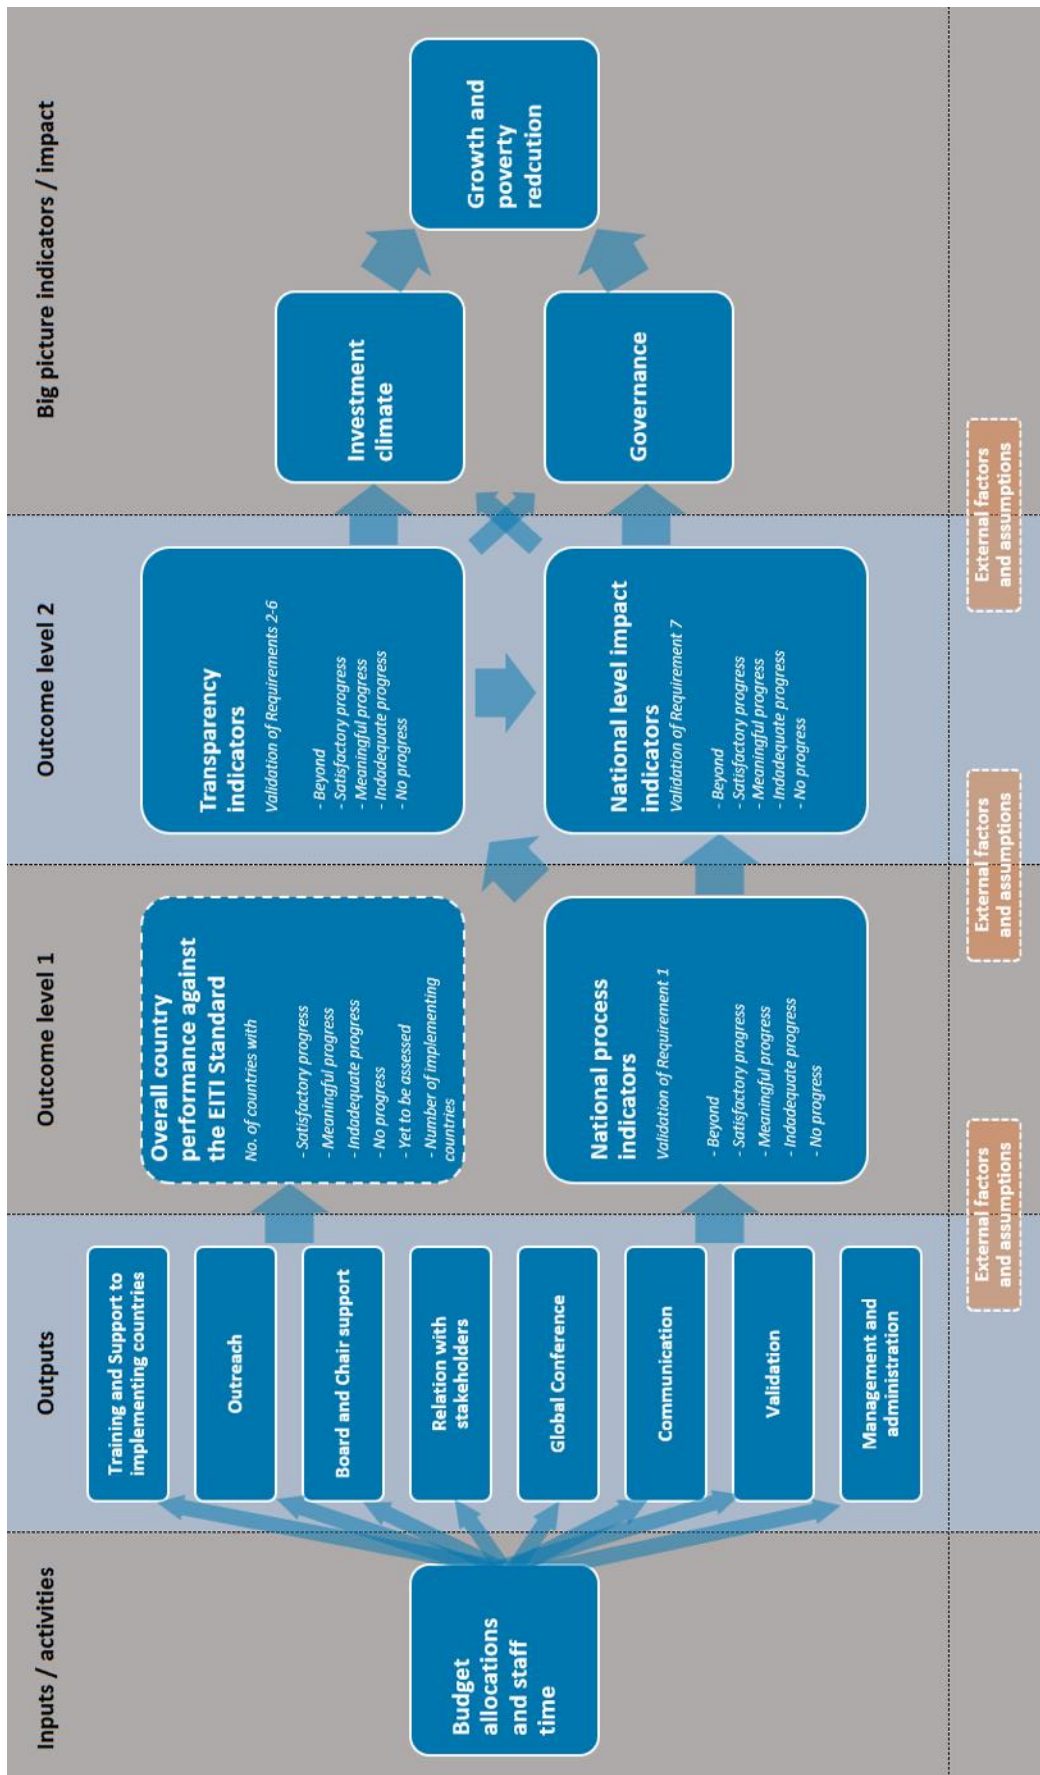 Inputs / activities
Outputs
Outcome level 1
Outcome level 2
Big picture indicators / impact
Budget
allocations
and staff
time
Training and Support to
implementing countries
Outreach
Board and Chair support
Relation with
stakeholders
Global Conference
Communication
Validation
Management and
administration
Overall country
performance against
the EITI Standard
No. of countries with
- Satisfactory progress
- Meaningful progress
- Indadequate progress
- No progress
- Yet to be assessed
- Number of implementing
countries
National process
indicators
Validation of Requirement 1
- Beyond
- Satisfactory progress
- Meaningful progress
- Indadequate progress
- No progress
Transparency
indicators
Validation of Requirements 2-6
- Beyond
- Satisfactory progress
- Meaningful progress
- Indadequate progress
- No progress
National level impact
indicators
Validation of Requirement 7
- Beyond
- Satisfactory progress
- Meaningful progress
- Indadequate progress
- No progress
Investment
climate
Governance
Growth and
poverty
redcution
External factors
and assumptions
External factors
and assumptions
External factors
and assumptions